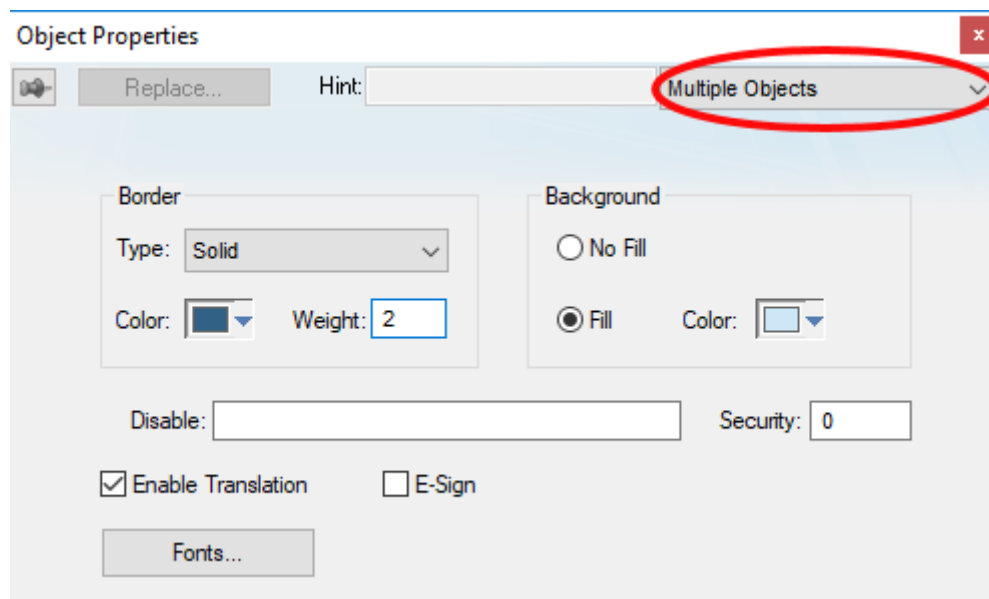 Object Properties x
Replace... Hint: Multiple Objects
Border Background
Type: Solid No Fill
Color: Weight: 2 Fill Color:
Disable: Security: 0
Enable Translation E-Sign
Fonts...